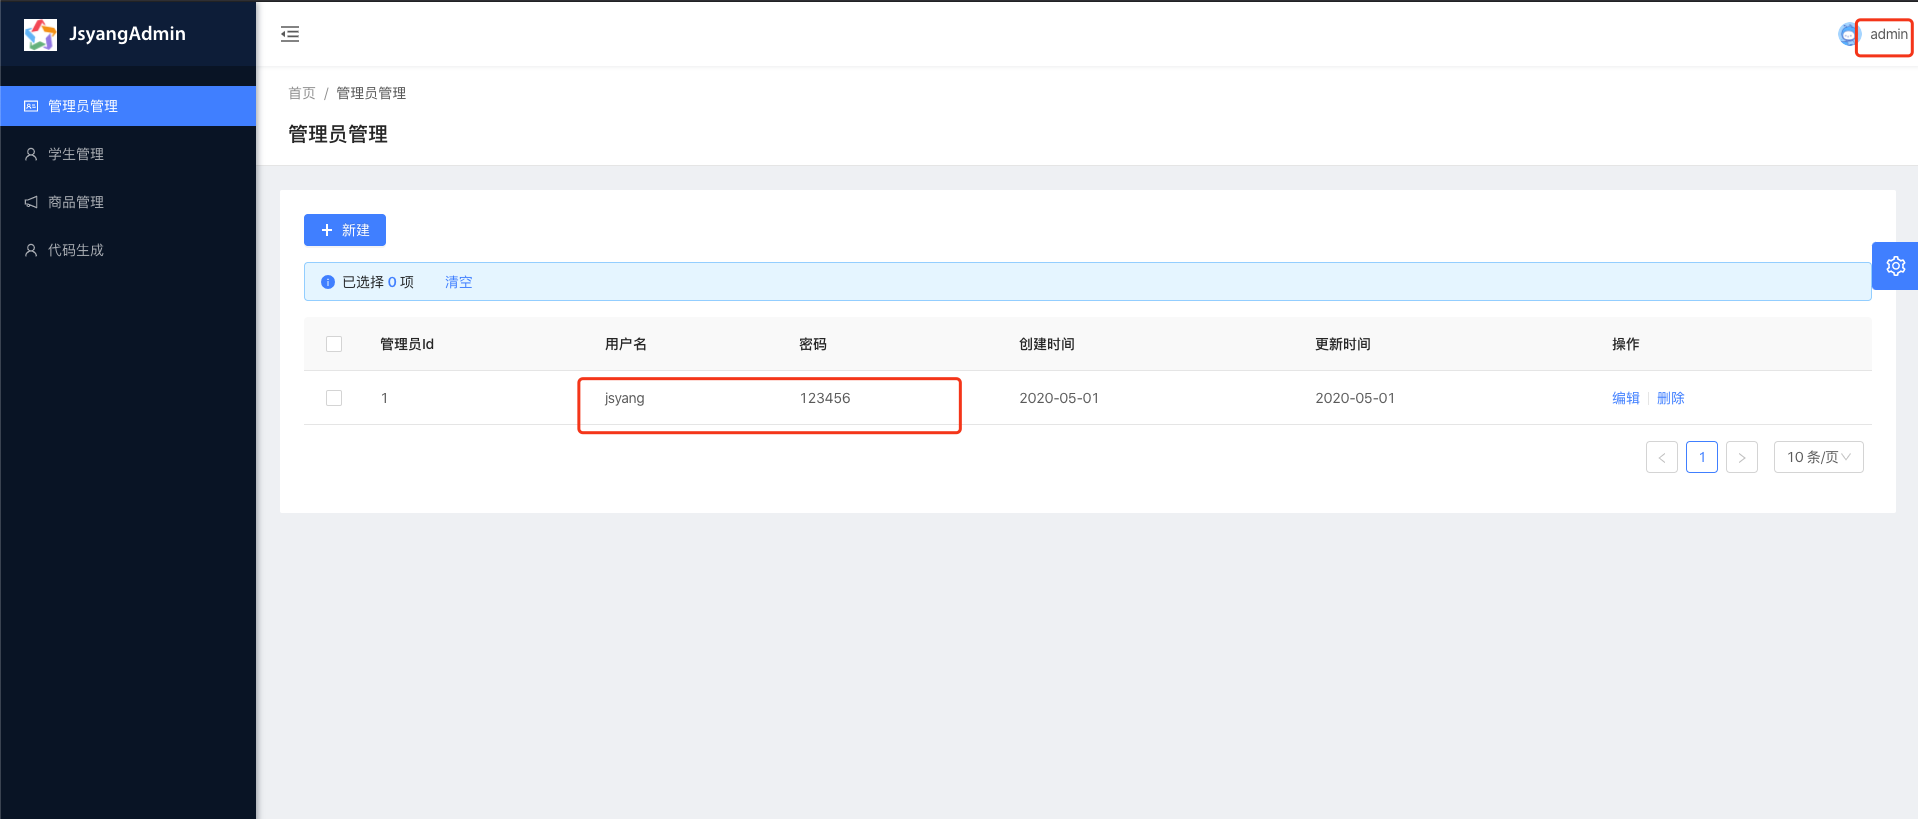 JsyangAdmin
admin
管理员管理
学生管理
商品管理
代码生成
首页 / 管理员管理
管理员管理
+ 新建
已选择 0 项 清空
管理员Id 用户名 密码 创建时间 更新时间 操作
1 jsyang 123456 2020-05-01 2020-05-01 编辑 删除
< 1 > 10 条/页